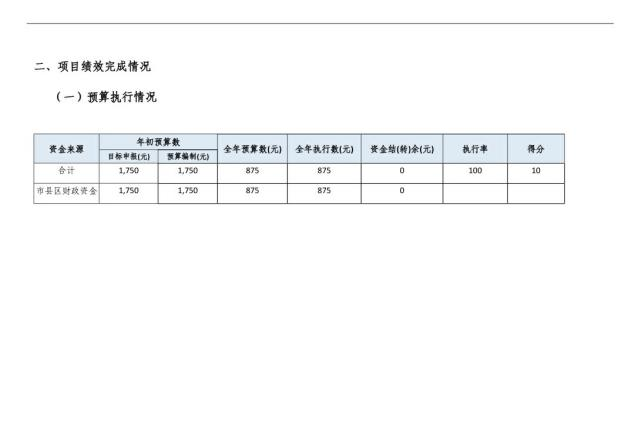 二、项目绩效完成情况
（一）预算执行情况
资金来源 年初预算数 全年预算数(元) 全年执行数(元) 资金结(转)余(元) 执行率 得分
目标申报(元) 预算编制(元)
合计 1,750 1,750 875 875 0 100 10
市县区财政资金 1,750 1,750 875 875 0